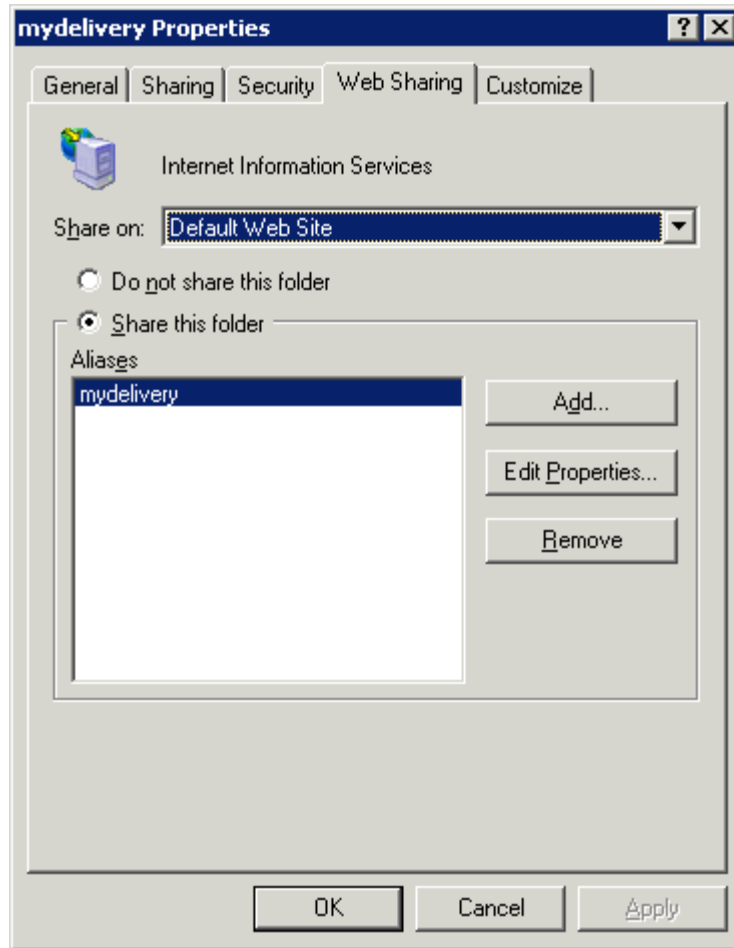 mydelivery Properties
General Sharing Security Web Sharing Customize
Internet Information Services
Share on: Default Web Site
Do not share this folder
Share this folder
Aliases
mydelivery
Add...
Edit Properties...
Remove
OK Cancel Apply